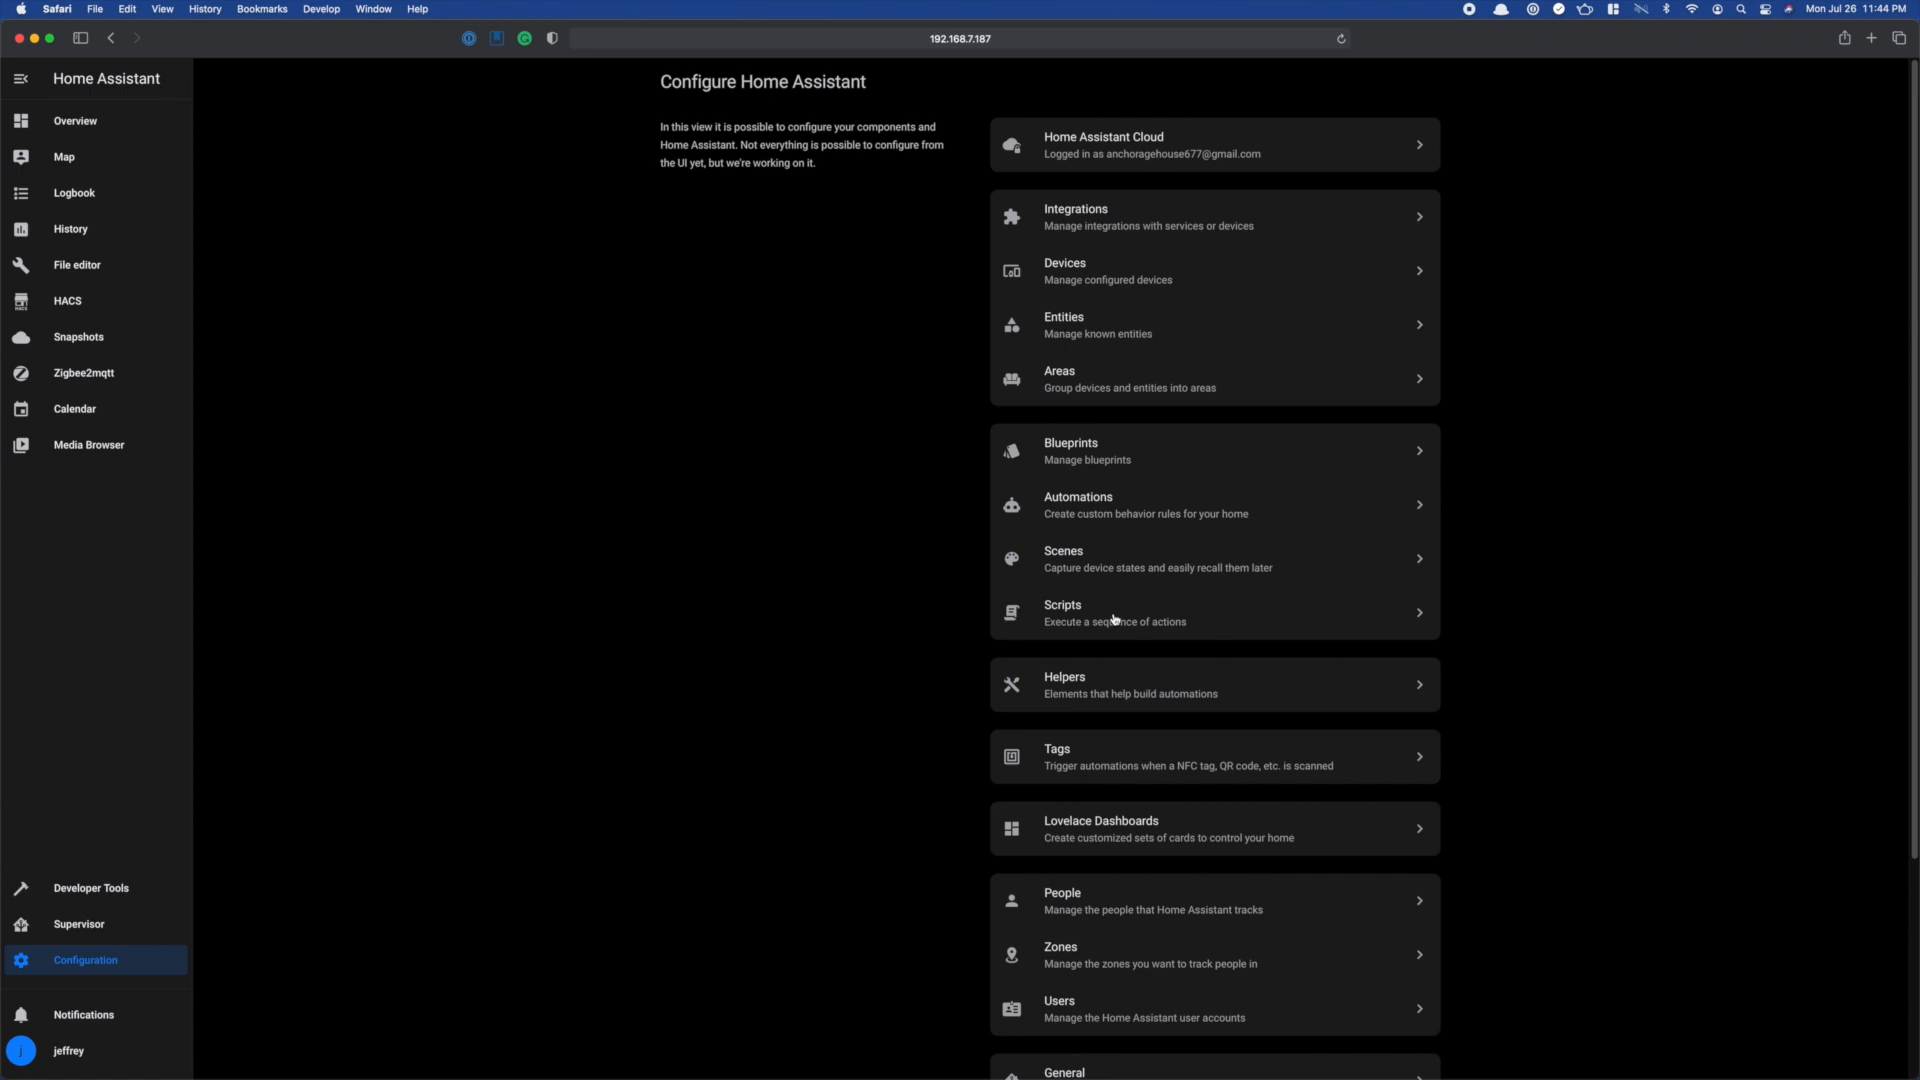 Safari File Edit View History Bookmarks Develop Window Help
Mon Jul 26 11:44 PM
192.168.7.187
Home Assistant
Overview
Map
Logbook
History
File editor
HACS
Snapshots
Zigbee2mqtt
Calendar
Media Browser
Developer Tools
Supervisor
Configuration
Notifications
j
jeffrey
Configure Home Assistant
In this view it is possible to configure your components and
Home Assistant. Not everything is possible to configure from
the UI yet, but we're working on it.
Home Assistant Cloud
Logged in as anchoragehouse677@gmail.com
Integrations
Manage integrations with services or devices
Devices
Manage configured devices
Entities
Manage known entities
Areas
Group devices and entities into areas
Blueprints
Manage blueprints
Automations
Create custom behavior rules for your home
Scenes
Capture device states and easily recall them later
Scripts
Execute a sequence of actions
Helpers
Elements that help build automations
Tags
Trigger automations when a NFC tag, QR code, etc. is scanned
Lovelace Dashboards
Create customized sets of cards to control your home
People
Manage the people that Home Assistant tracks
Zones
Manage the zones you want to track people in
Users
Manage the Home Assistant user accounts
General